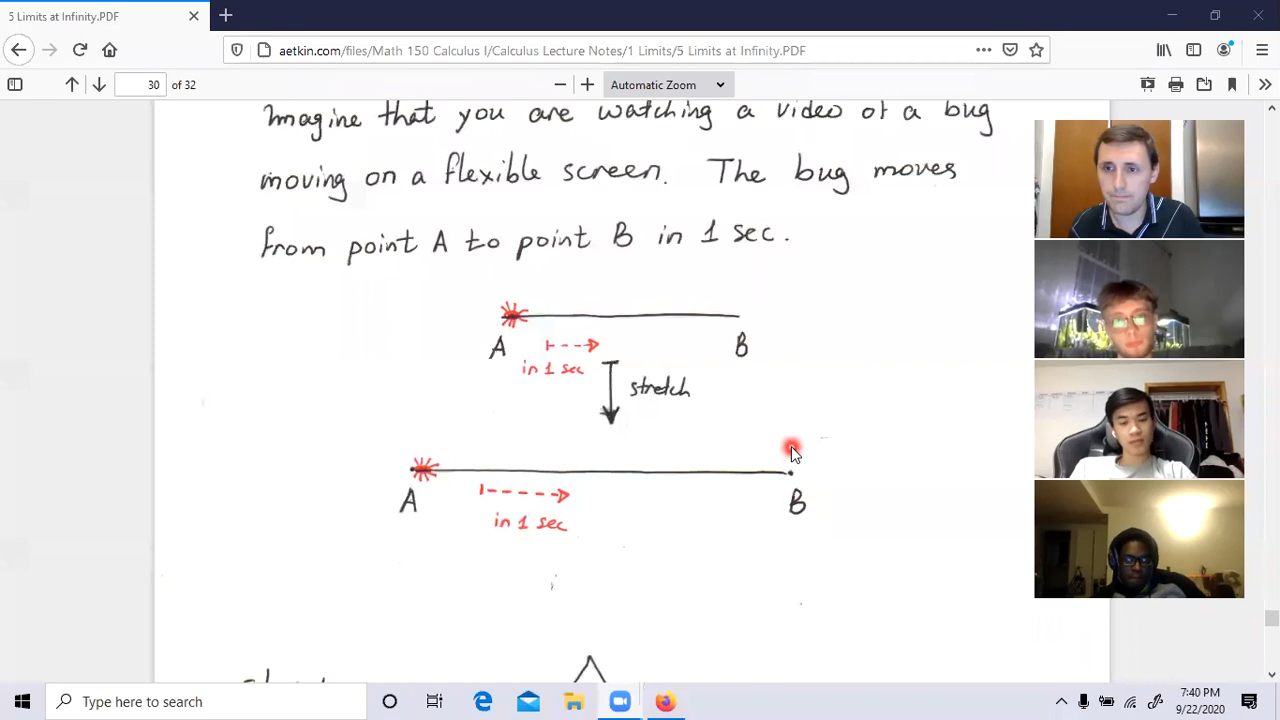 5 Limits at Infinity.PDF
aetkin.com/files/Math 150 Calculus I/Calculus Lecture Notes/1 Limits/5 Limits at Infinity.PDF
30 of 32
Automatic Zoom
Imagine that you are watching a video of a bug
moving on a flexible screen. The bug moves
from point A to point B in 1 sec.
A B
in 1 sec
stretch
A B
in 1 sec
Type here to search
7:40 PM
9/22/2020